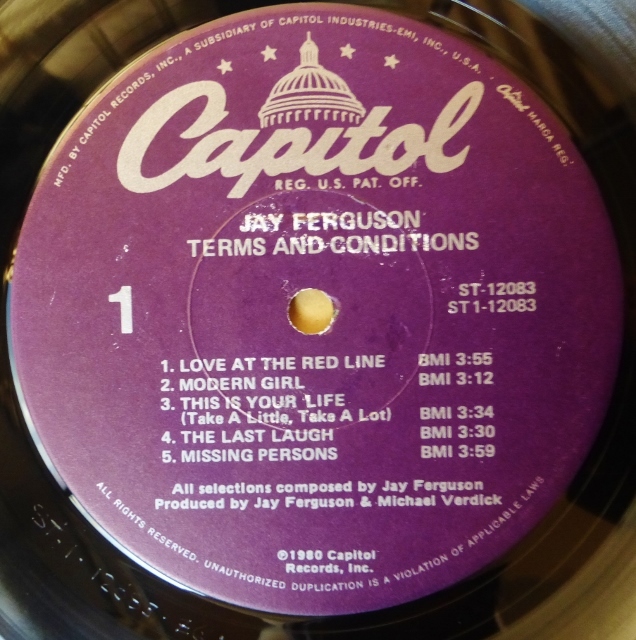 MFD. BY CAPITOL RECORDS, INC., A SUBSIDIARY OF CAPITOL INDUSTRIES-EMI, INC., U.S.A. · Capitol MARCA REG.
Capitol
REG. U.S. PAT. OFF.
JAY FERGUSON
TERMS AND CONDITIONS
1
ST-12083
ST 1-12083
1. LOVE AT THE RED LINE BMI 3:55
2. MODERN GIRL BMI 3:12
3. THIS IS YOUR LIFE
(Take A Little, Take A Lot) BMI 3:34
4. THE LAST LAUGH BMI 3:30
5. MISSING PERSONS BMI 3:59
All selections composed by Jay Ferguson
Produced by Jay Ferguson & Michael Verdick
℗1980 Capitol
Records, Inc.
ALL RIGHTS RESERVED. UNAUTHORIZED DUPLICATION IS A VIOLATION OF APPLICABLE LAWS